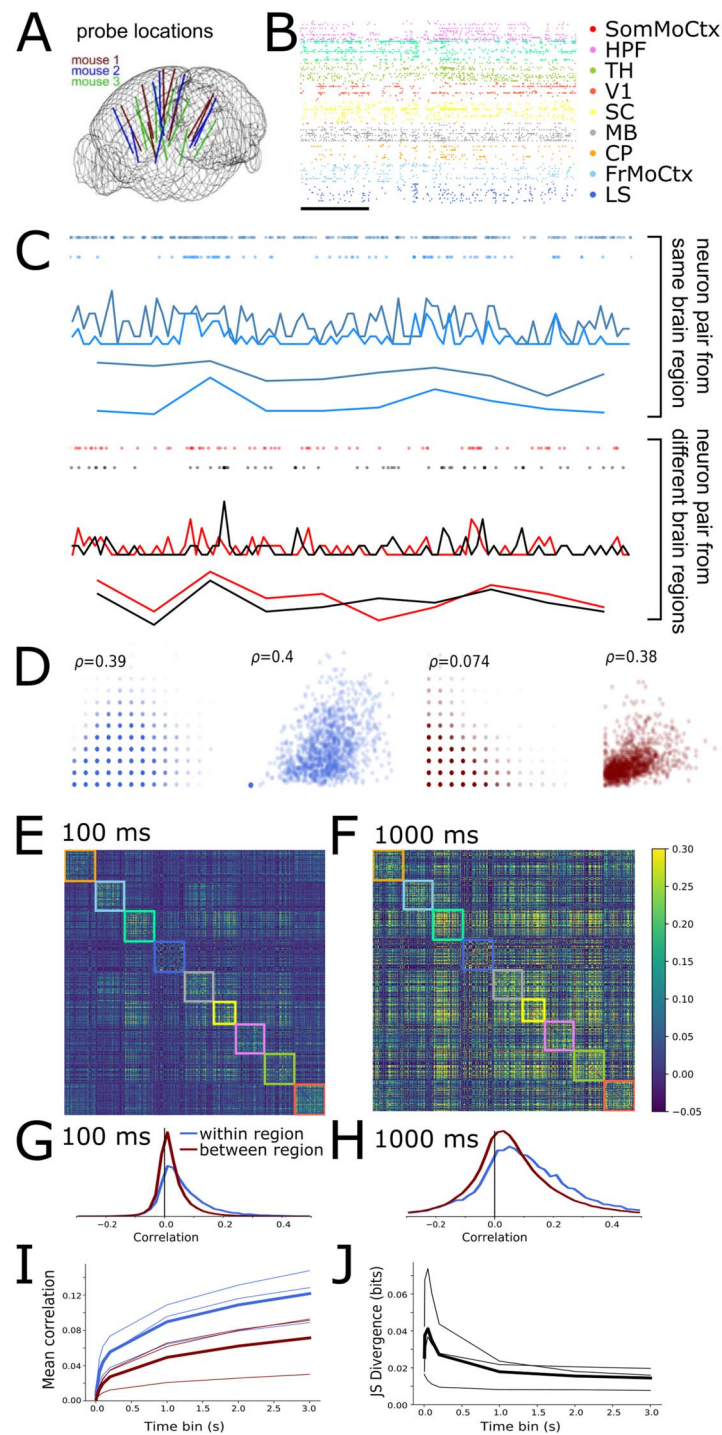 A
probe locations
mouse 1
mouse 2
mouse 3
B
SomMoCtx
HPF
TH
V1
SC
MB
CP
FrMoCtx
LS
C
neuron pair from
same brain region
neuron pair from
different brain regions
D
ρ=0.39
ρ=0.4
ρ=0.074
ρ=0.38
E 100 ms
F 1000 ms
0.30
0.25
0.20
0.15
0.10
0.05
0.00
−0.05
G 100 ms
within region
between region
−0.2 0.0 0.2 0.4
Correlation
H 1000 ms
−0.2 0.0 0.2 0.4
Correlation
I
Mean correlation
0.12
0.08
0.04
0.00
0.0 0.5 1.0 1.5 2.0 2.5 3.0
Time bin (s)
J
JS Divergence (bits)
0.06
0.04
0.02
0.00
0.0 0.5 1.0 1.5 2.0 2.5 3.0
Time bin (s)